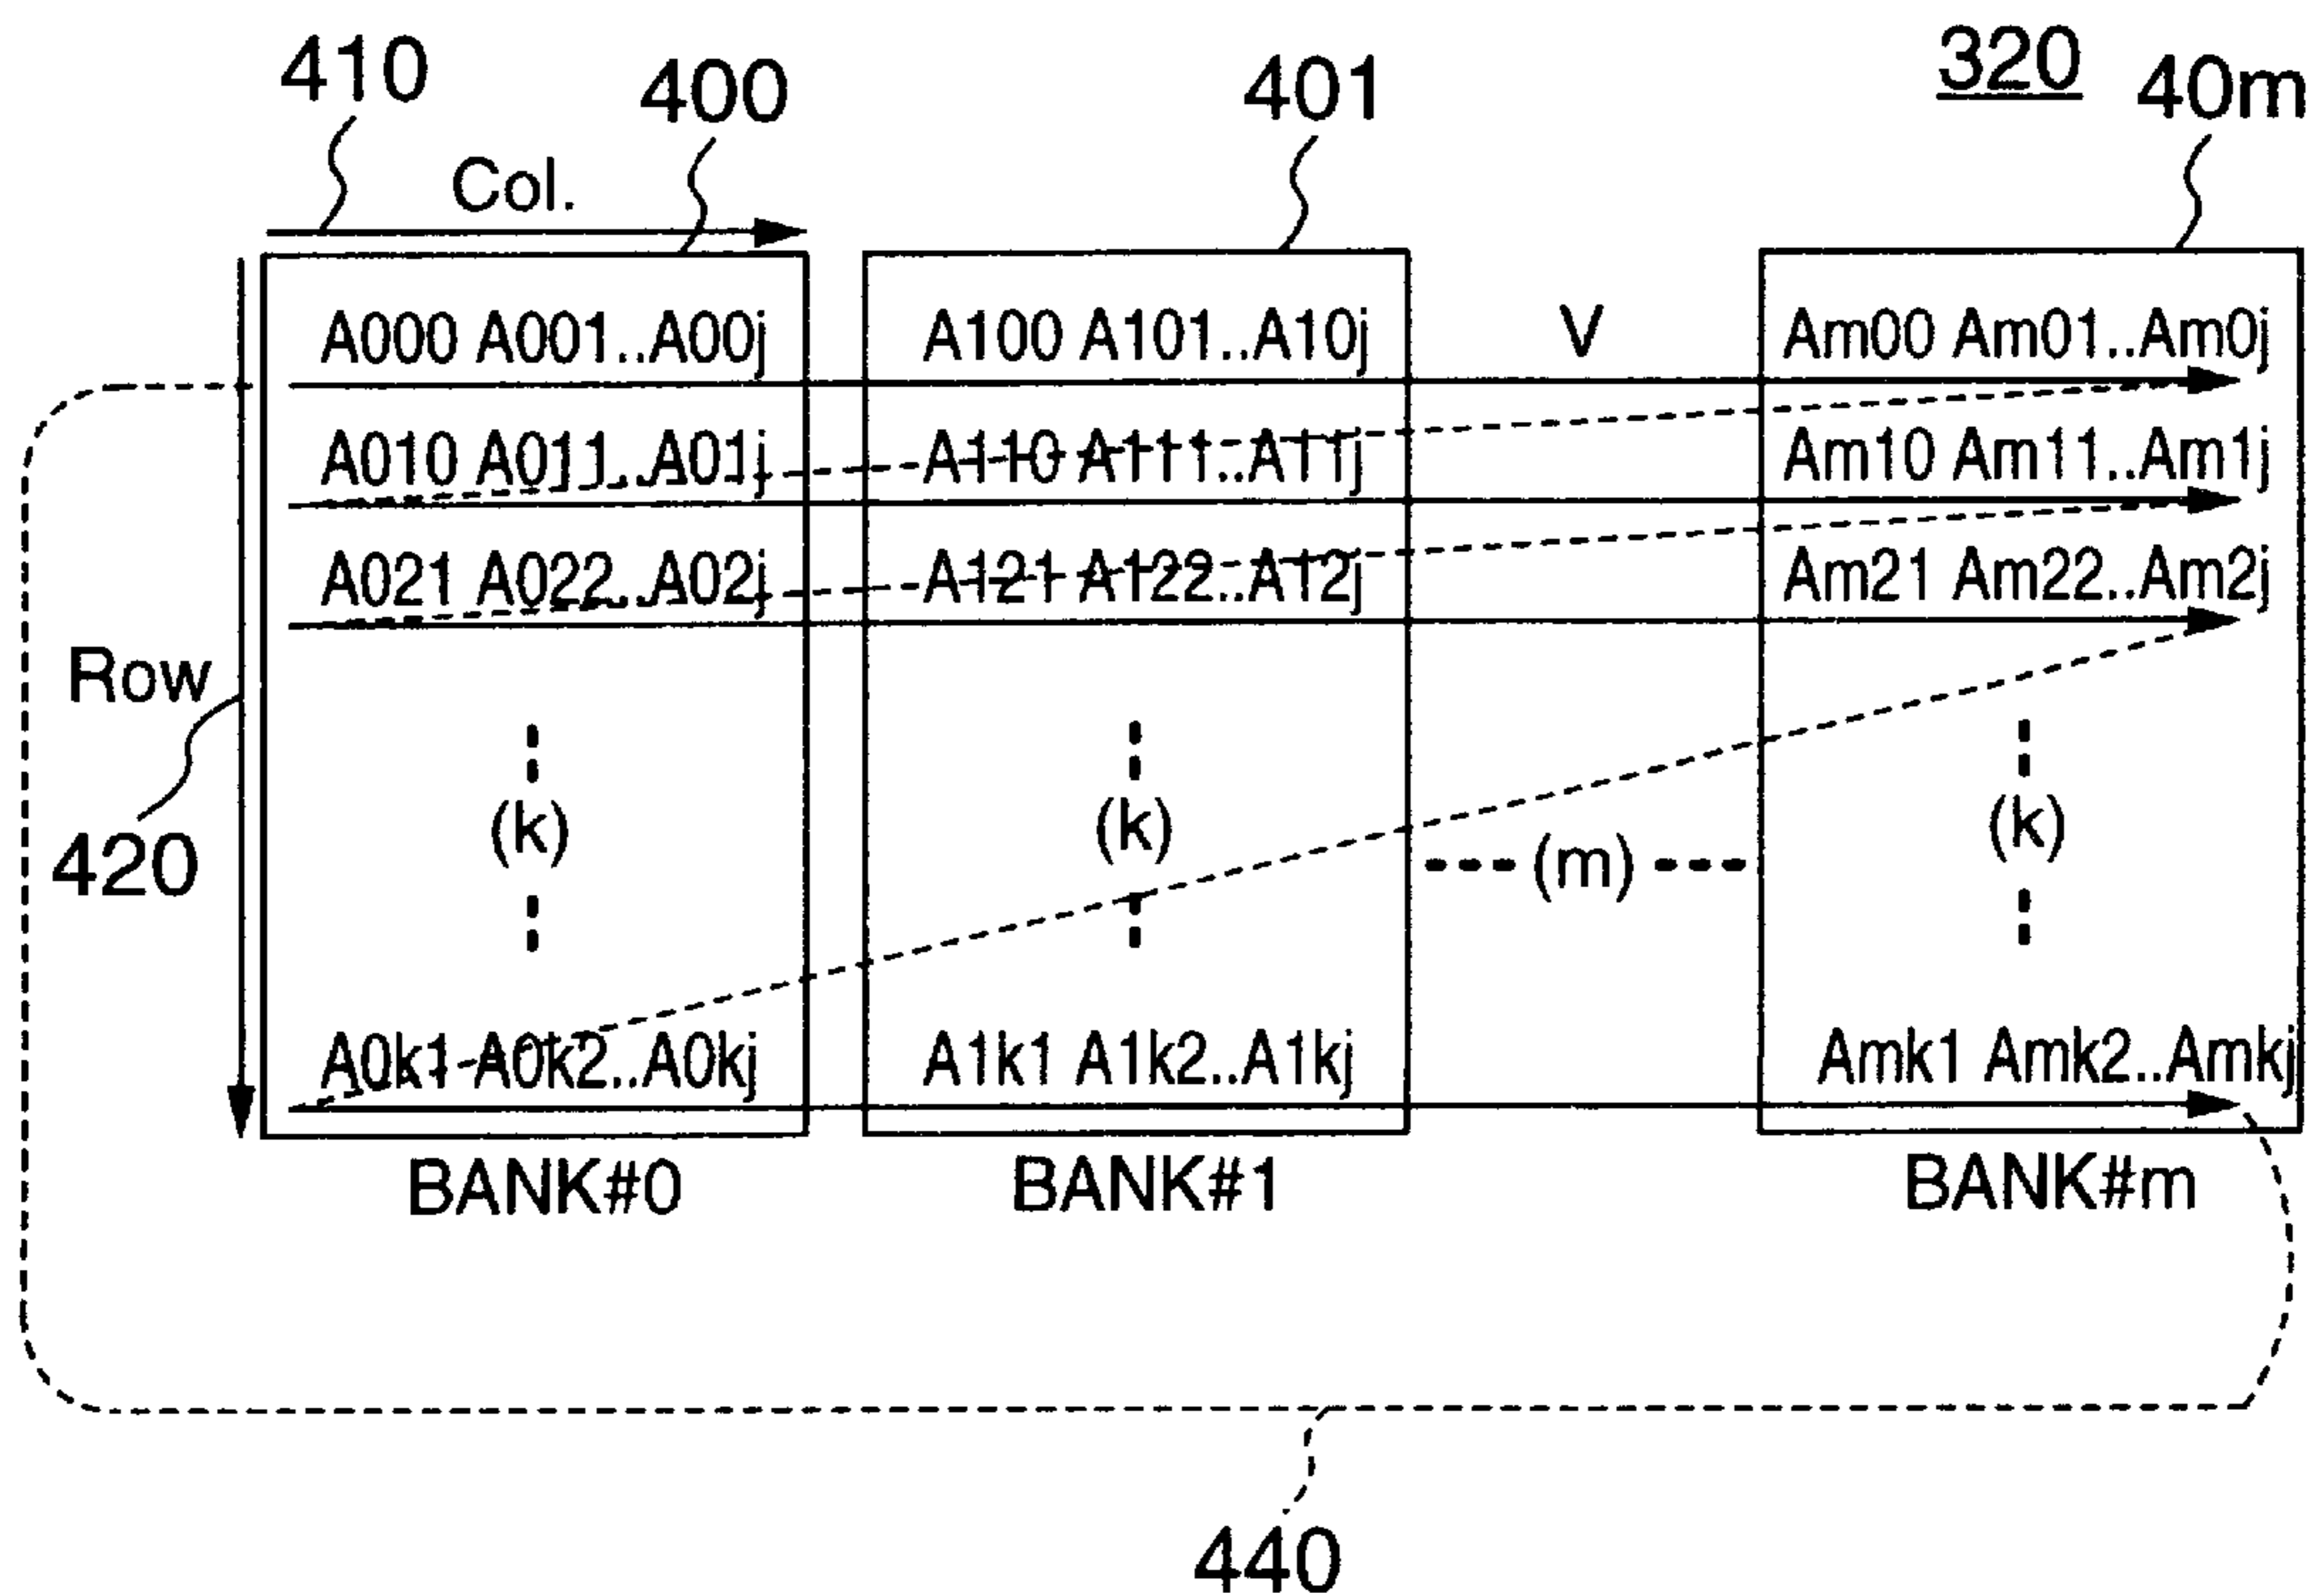 410 400 401 320 40m
Col.
A000 A001..A00j A100 A101..A10j V Am00 Am01..Am0j
A010 A011..A01j A110 A111..A11j Am10 Am11..Am1j
A021 A022..A02j A121 A122..A12j Am21 Am22..Am2j
Row
(k) (k) (m) (k)
420
A0k1 A0k2..A0kj A1k1 A1k2..A1kj Amk1 Amk2..Amkj
BANK#0 BANK#1 BANK#m
440